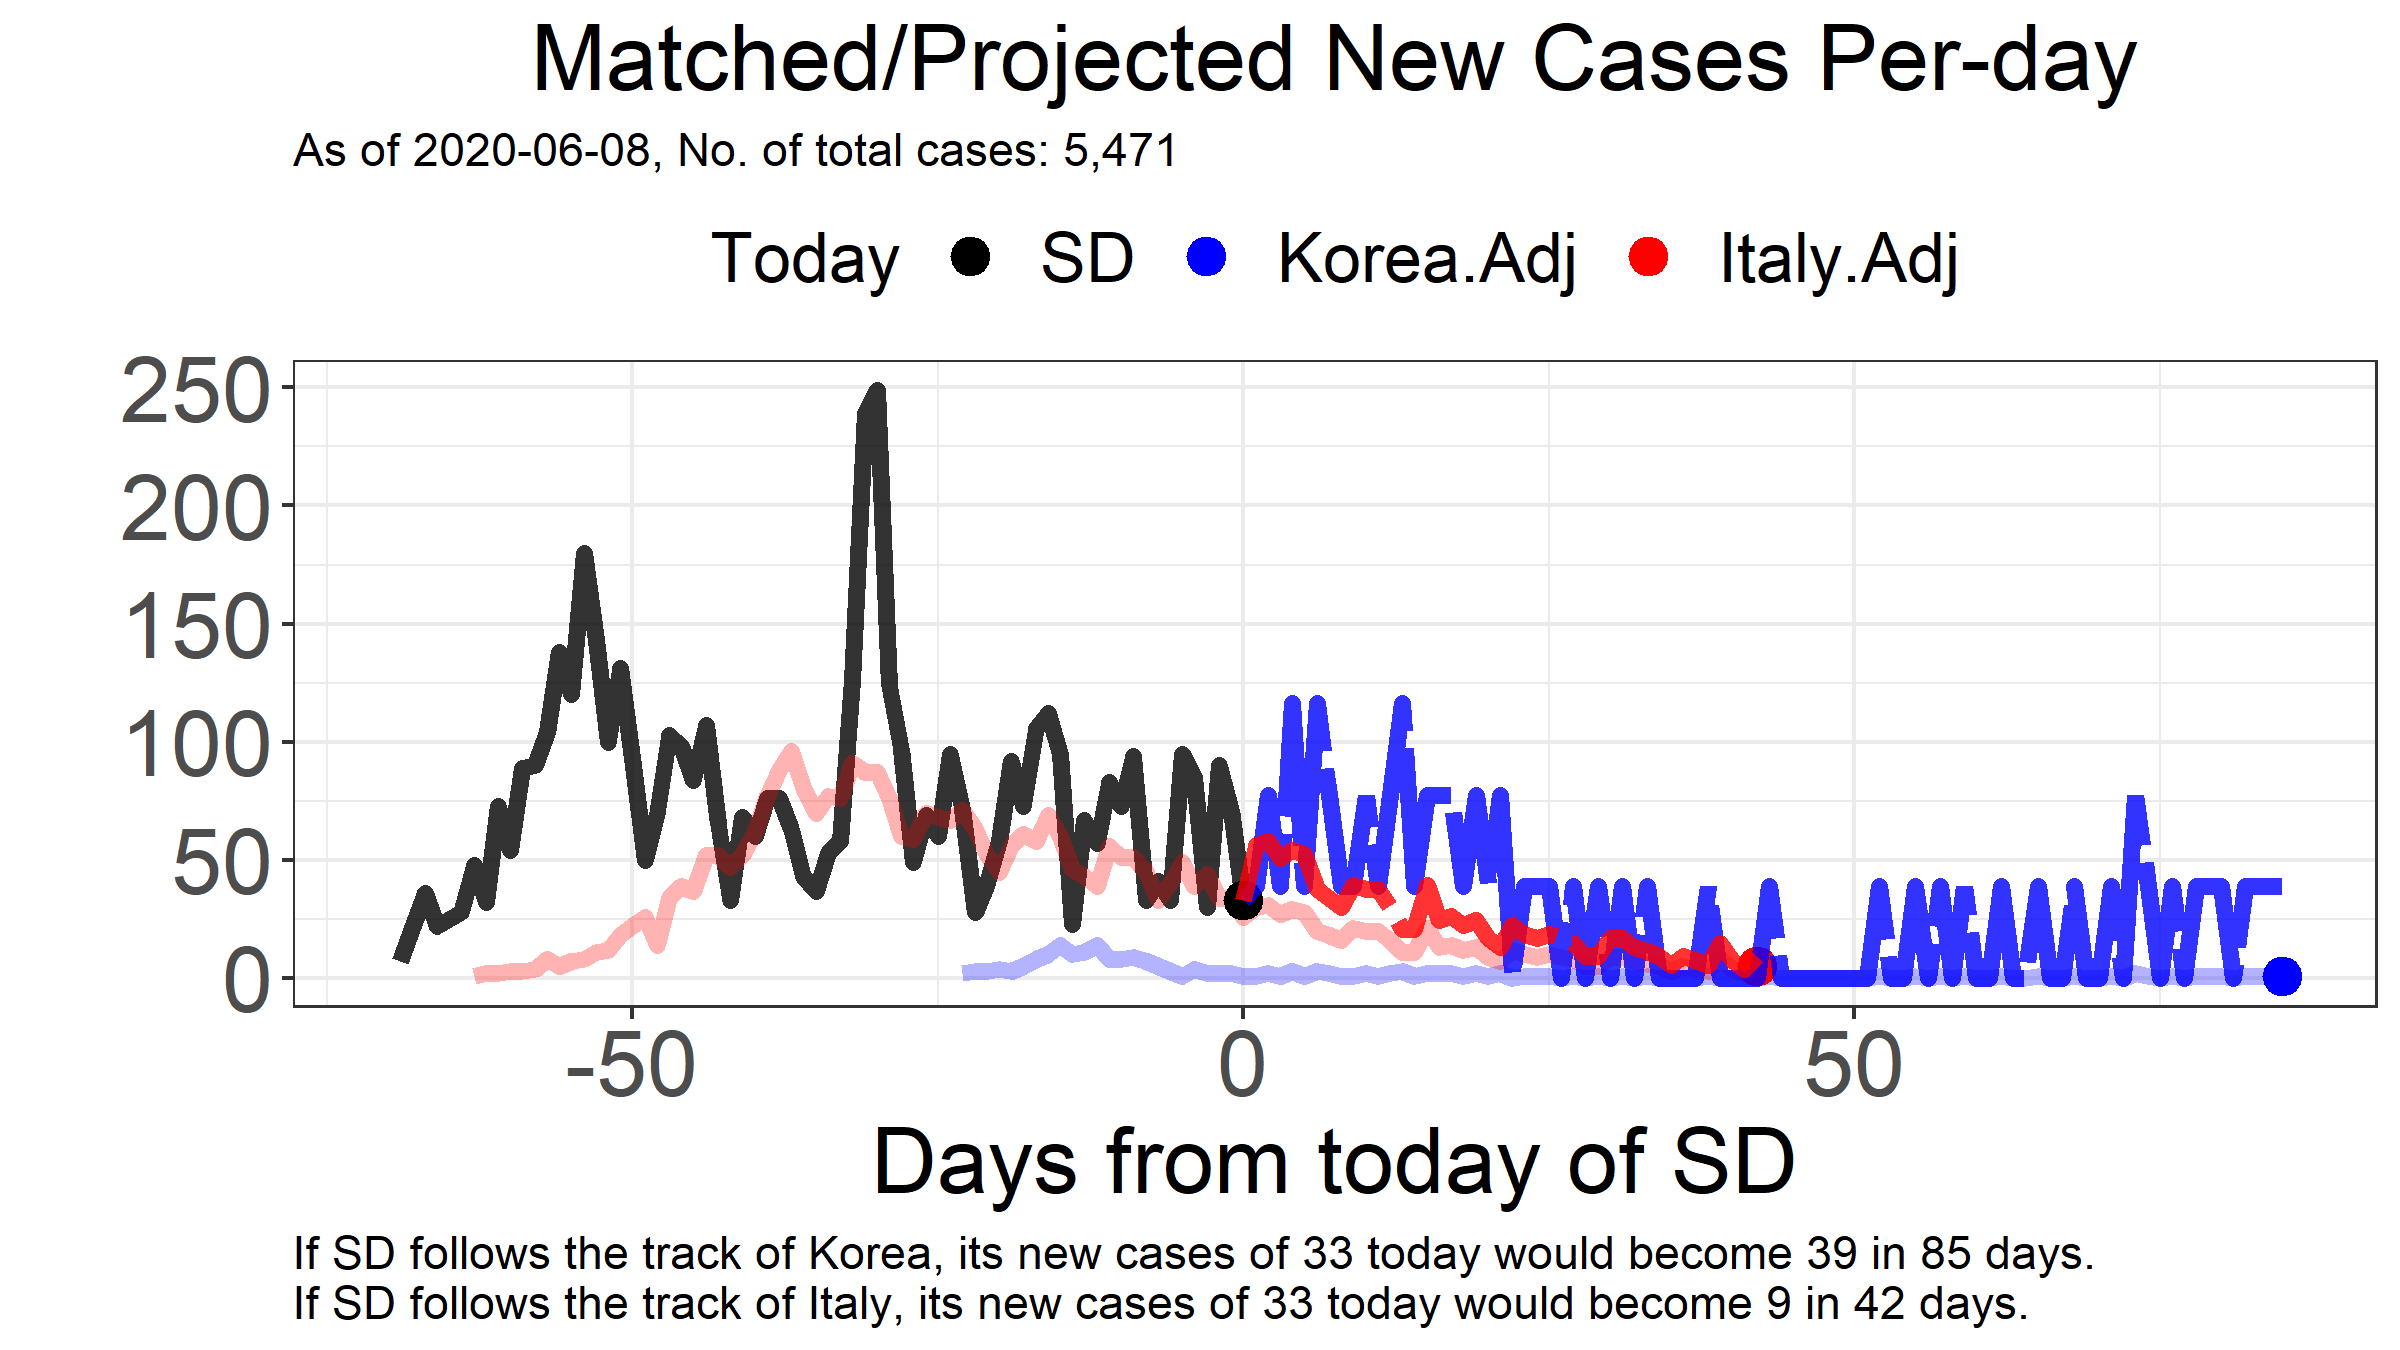 Matched/Projected New Cases Per-day
As of 2020-06-08, No. of total cases: 5,471
Today SD Korea.Adj Italy.Adj
250
200
150
100
50
0
-50 0 50
Days from today of SD
If SD follows the track of Korea, its new cases of 33 today would become 39 in 85 days.
If SD follows the track of Italy, its new cases of 33 today would become 9 in 42 days.